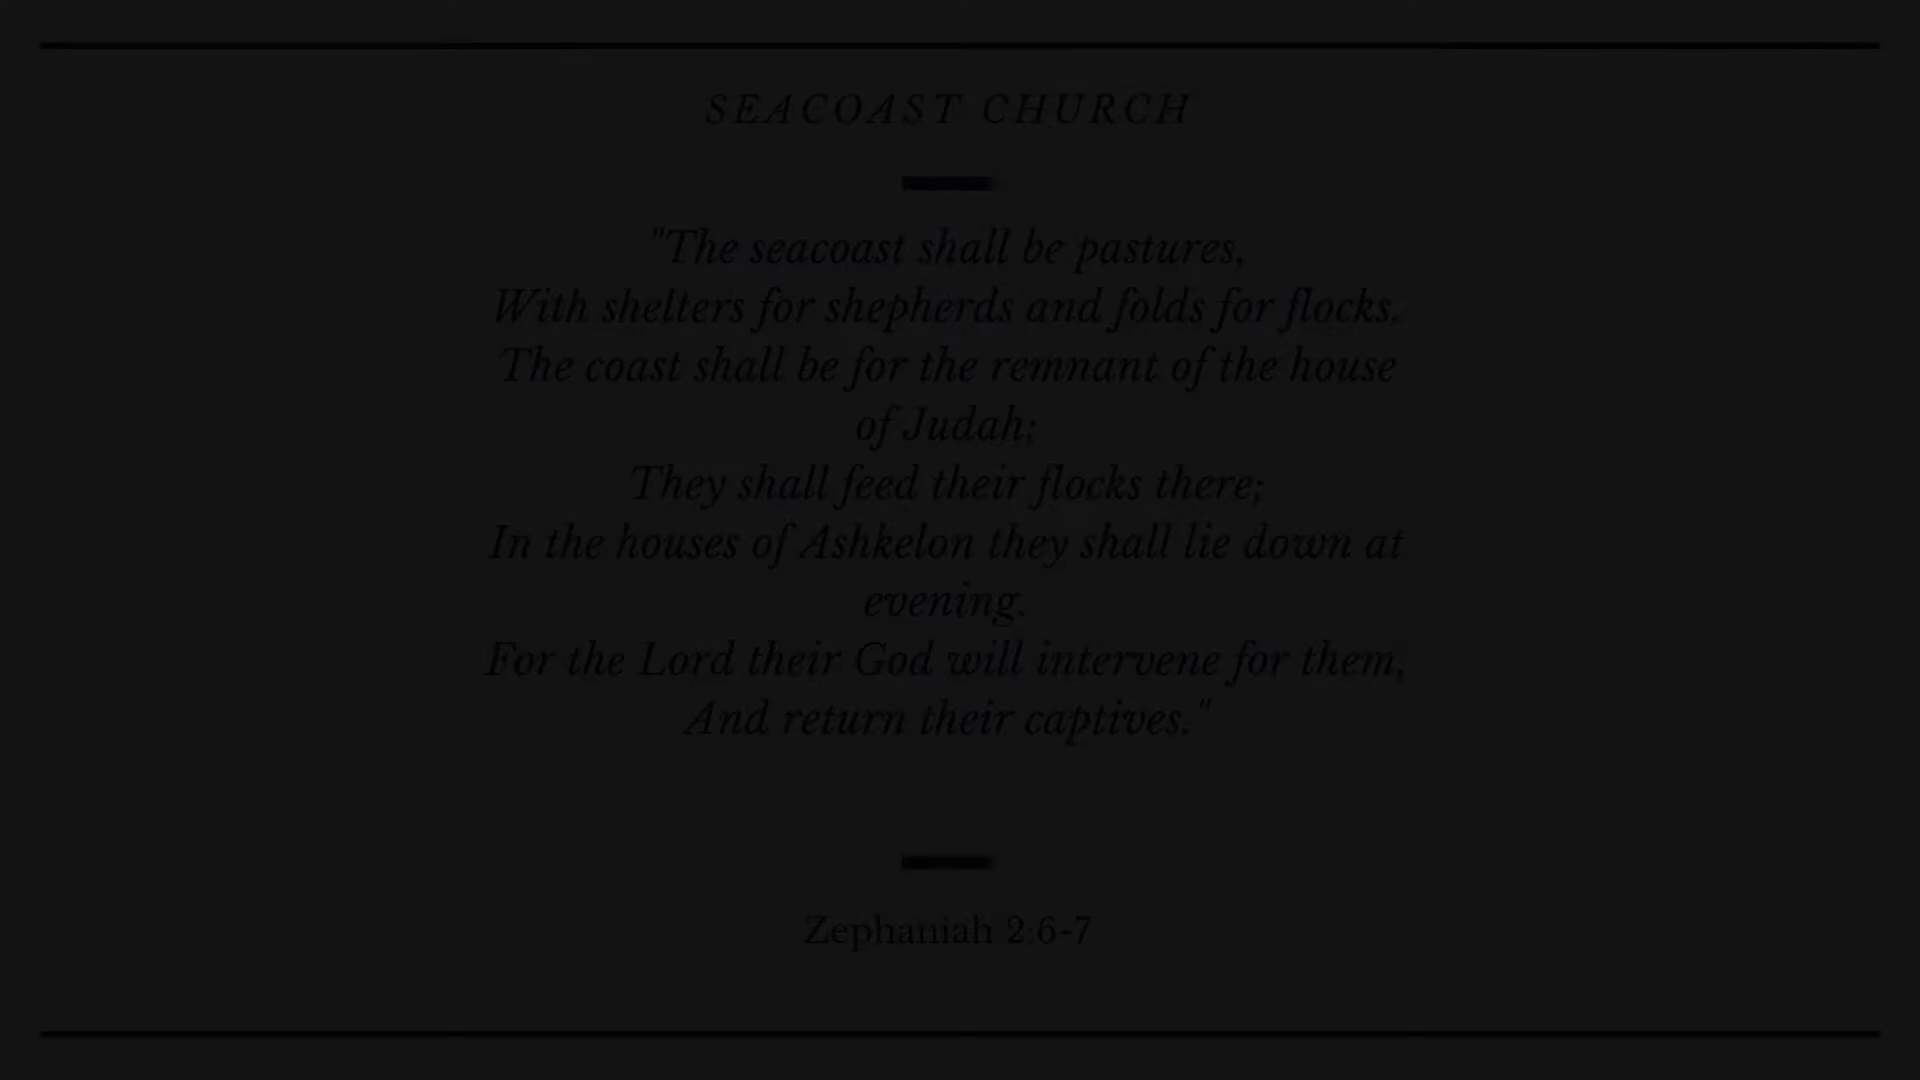 SEACOAST CHURCH
"The seacoast shall be pastures,
With shelters for shepherds and folds for flocks.
The coast shall be for the remnant of the house
of Judah;
They shall feed their flocks there;
In the houses of Ashkelon they shall lie down at
evening.
For the Lord their God will intervene for them,
And return their captives."
Zephaniah 2:6-7